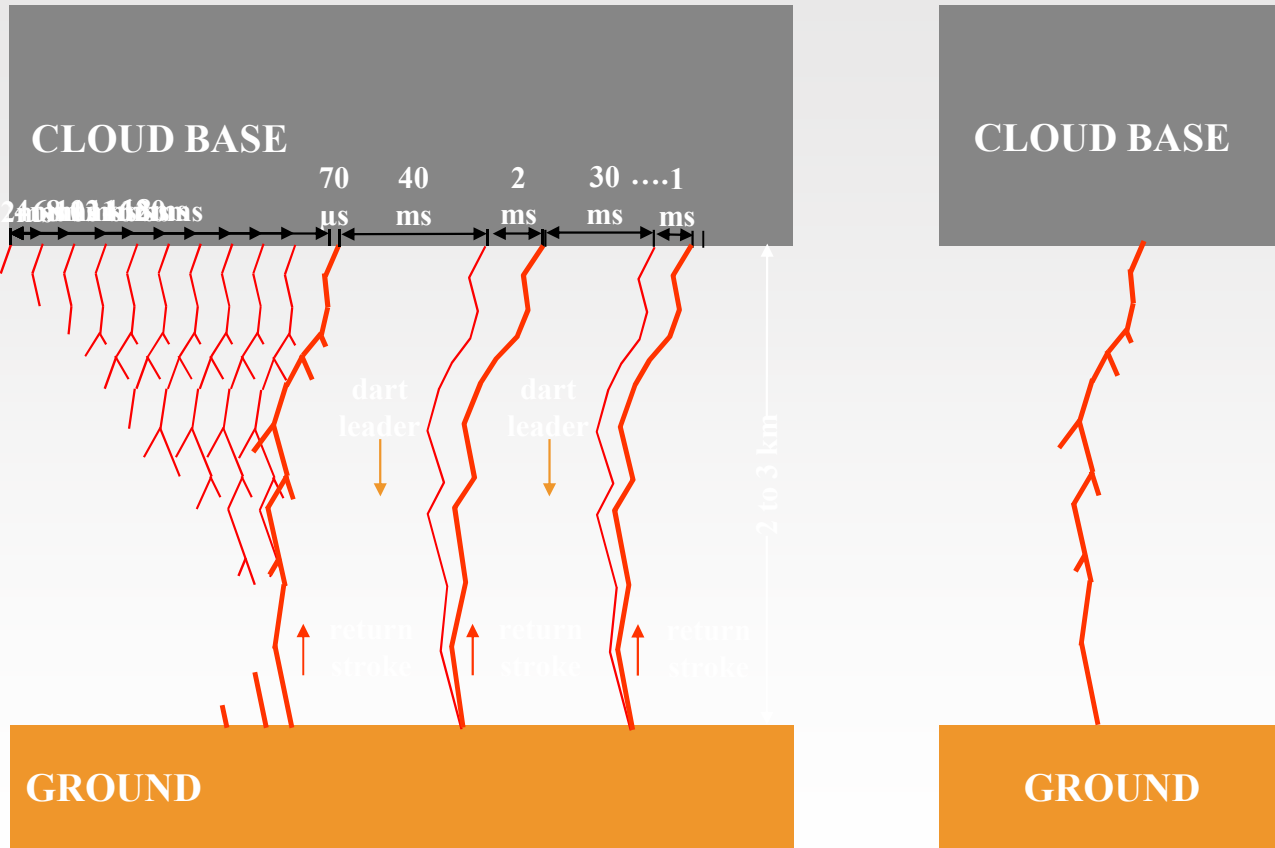 CLOUD BASE
70
µs
40
ms
2
ms
30
ms
….1
ms
dart
leader
dart
leader
2 to 3 km
return
stroke
return
stroke
return
stroke
GROUND
CLOUD BASE
GROUND